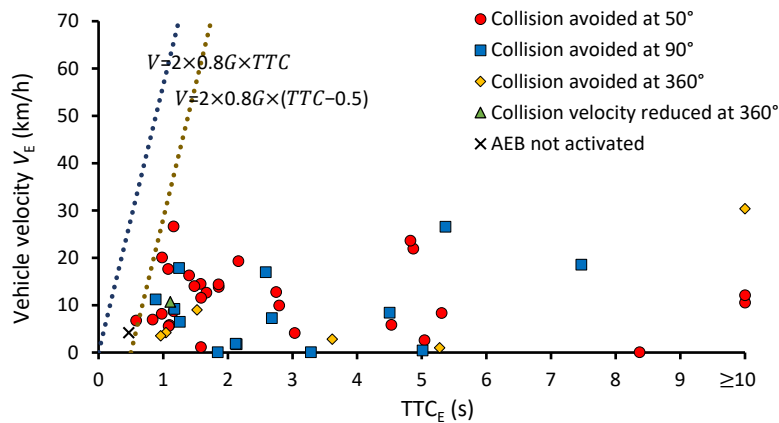 Collision avoided at 50°
Collision avoided at 90°
Collision avoided at 360°
Collision velocity reduced at 360°
AEB not activated
V=2×0.8G×TTC
V=2×0.8G×(TTC−0.5)
Vehicle velocity V_E (km/h)
70
60
50
40
30
20
10
0
0 1 2 3 4 5 6 7 8 9 ≥10
TTC_E (s)